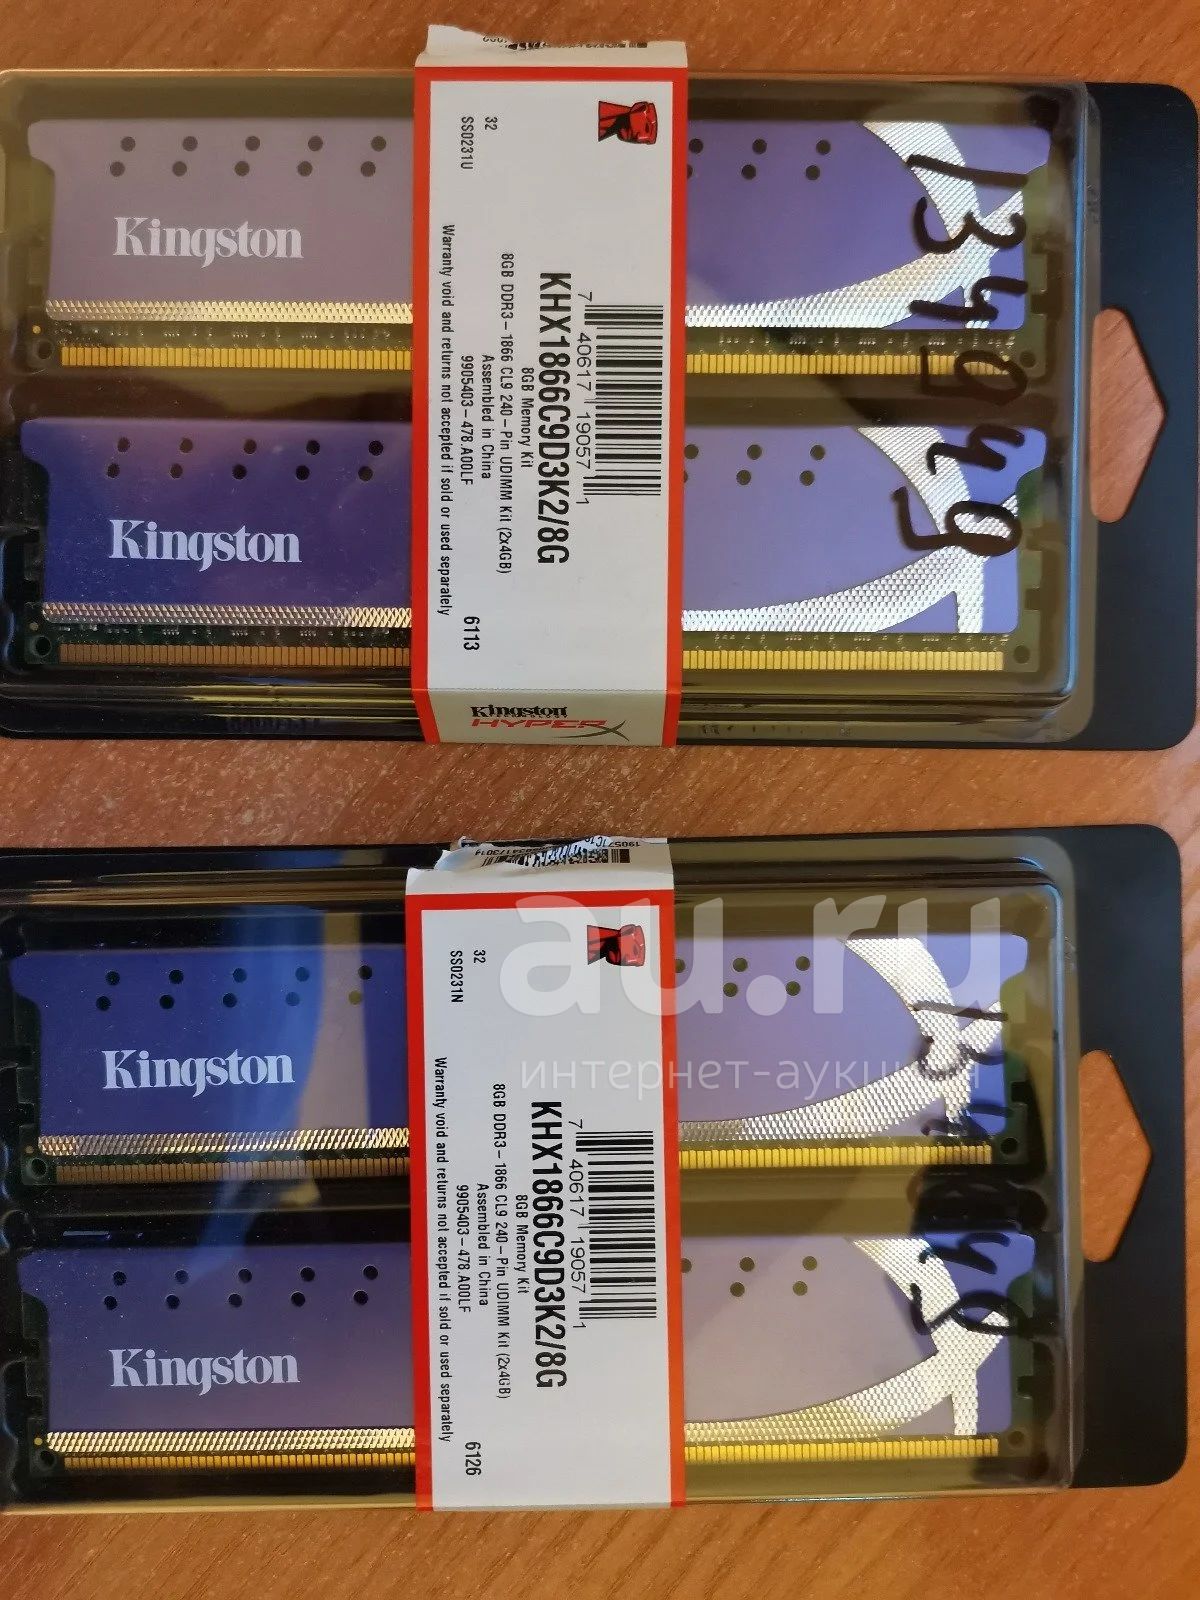 Kingston
Kingston
32
SS0231U
7 40617 19057 1
KHX1866C9D3K2/8G
8GB Memory Kit
8GB DDR3-1866 CL9 240-Pin UDIMM Kit (2x4GB)
Assembled in China
9905403-478.A00LF
Warranty void and returns not accepted if sold or used separately
6113
Kingston
HYPERX
Kingston
Kingston
32
SS0231N
7 40617 19057 1
KHX1866C9D3K2/8G
8GB Memory Kit
8GB DDR3-1866 CL9 240-Pin UDIMM Kit (2x4GB)
Assembled in China
9905403-478.A00LF
Warranty void and returns not accepted if sold or used separately
6126
au.ru
интернет-аукцион